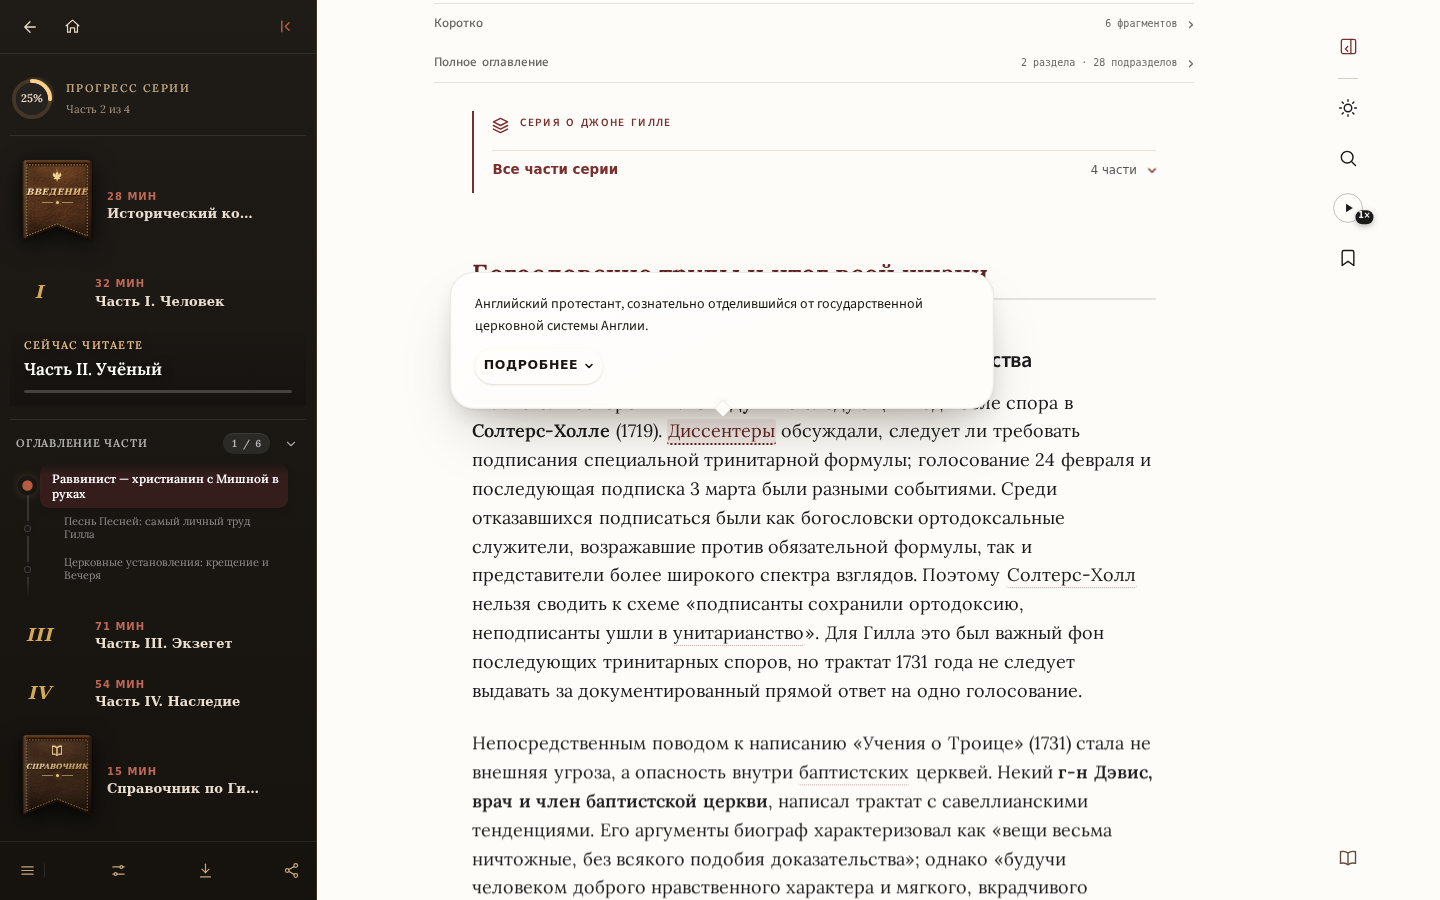 25%
ПРОГРЕСС СЕРИИ
Часть 2 из 4
ВВЕДЕНИЕ
28 МИН
Исторический ко...
I
32 МИН
Часть I. Человек
СЕЙЧАС ЧИТАЕТЕ
Часть II. Учёный
ОГЛАВЛЕНИЕ ЧАСТИ
1 / 6
Раввинист — христианин с Мишной в
руках
Песнь Песней: самый личный труд
Гилла
Церковные установления: крещение и
Вечеря
III
71 МИН
Часть III. Экзегет
IV
54 МИН
Часть IV. Наследие
СПРАВОЧНИК
15 МИН
Справочник по Ги...
Коротко
6 фрагментов
Полное оглавление
2 раздела · 28 подразделов
СЕРИЯ О ДЖОНЕ ГИЛЛЕ
Все части серии
4 части
Богословские труды и итог всей жизни
Английский протестант, сознательно отделившийся от государственной
церковной системы Англии.
ПОДРОБНЕЕ
ства
спора в
Солтерс-Холле (1719). Диссентеры обсуждали, следует ли требовать
подписания специальной тринитарной формулы; голосование 24 февраля и
последующая подписка 3 марта были разными событиями. Среди
отказавшихся подписаться были как богословски ортодоксальные
служители, возражавшие против обязательной формулы, так и
представители более широкого спектра взглядов. Поэтому Солтерс-Холл
нельзя сводить к схеме «подписанты сохранили ортодоксию,
неподписанты ушли в унитарианство». Для Гилла это был важный фон
последующих тринитарных споров, но трактат 1731 года не следует
выдавать за документированный прямой ответ на одно голосование.
Непосредственным поводом к написанию «Учения о Троице» (1731) стала не
внешняя угроза, а опасность внутри баптистских церквей. Некий г-н Дэвис,
врач и член баптистской церкви, написал трактат с савеллианскими
тенденциями. Его аргументы биограф характеризовал как «вещи весьма
ничтожные, без всякого подобия доказательства»; однако «будучи
человеком доброго нравственного характера и мягкого, вкрадчивого
1×